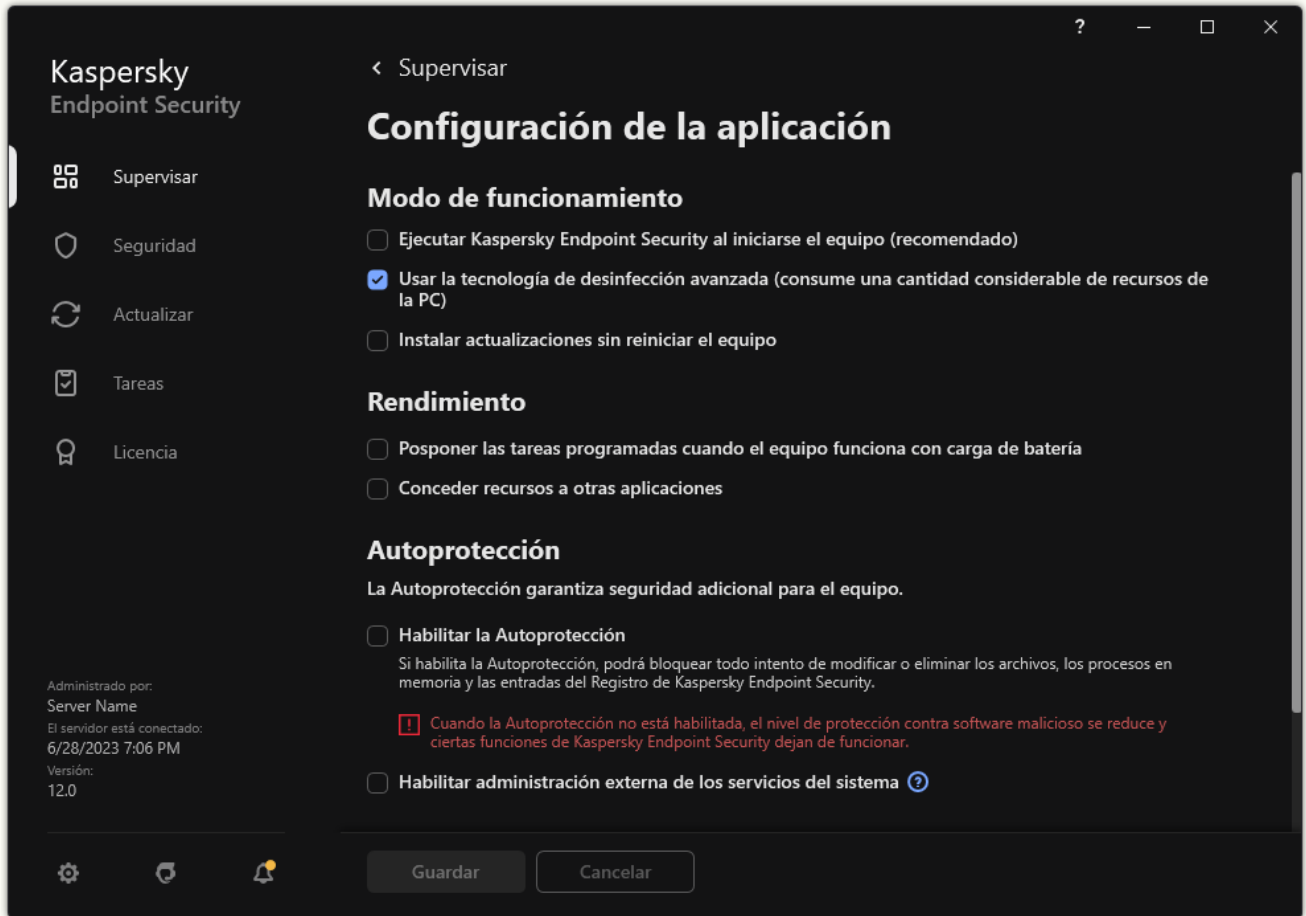 ?
Kaspersky
Endpoint Security
Supervisar
Seguridad
Actualizar
Tareas
Licencia
Administrado por:
Server Name
El servidor está conectado:
6/28/2023 7:06 PM
Versión:
12.0
Supervisar
Configuración de la aplicación
Modo de funcionamiento
Ejecutar Kaspersky Endpoint Security al iniciarse el equipo (recomendado)
Usar la tecnología de desinfección avanzada (consume una cantidad considerable de recursos de
la PC)
Instalar actualizaciones sin reiniciar el equipo
Rendimiento
Posponer las tareas programadas cuando el equipo funciona con carga de batería
Conceder recursos a otras aplicaciones
Autoprotección
La Autoprotección garantiza seguridad adicional para el equipo.
Habilitar la Autoprotección
Si habilita la Autoprotección, podrá bloquear todo intento de modificar o eliminar los archivos, los procesos en
memoria y las entradas del Registro de Kaspersky Endpoint Security.
Cuando la Autoprotección no está habilitada, el nivel de protección contra software malicioso se reduce y
ciertas funciones de Kaspersky Endpoint Security dejan de funcionar.
Habilitar administración externa de los servicios del sistema ?
Guardar
Cancelar